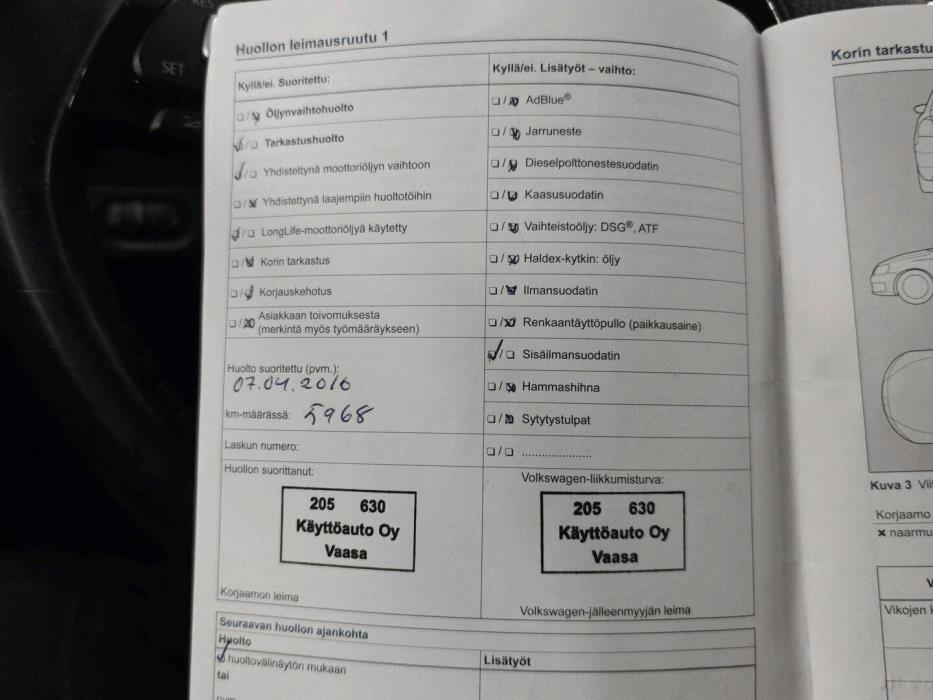 RES
SET
Huollon leimausruutu 1
Kyllä/ei. Suoritettu:
Öljynvaihtohuolto
Tarkastushuolto
Yhdistettynä moottoriöljyn vaihtoon
Yhdistettynä laajempiin huoltotöihin
LongLife-moottoriöljyä käytetty
Korin tarkastus
Korjauskehotus
Asiakkaan toivomuksesta
(merkintä myös työmääräykseen)
Huolto suoritettu (pvm.):
07.04.2016
km-määrässä: 5968
Laskun numero:
Huollon suorittanut:
205 630
Käyttöauto Oy
Vaasa
Korjaamon leima
Kyllä/ei. Lisätyöt – vaihto:
AdBlue®
Jarruneste
Dieselpolttonestesuodatin
Kaasusuodatin
Vaihteistoöljy: DSG®, ATF
Haldex-kytkin: öljy
Ilmansuodatin
Renkaantäyttöpullo (paikkausaine)
Sisäilmansuodatin
Hammashihna
Sytytystulpat
.....................
Volkswagen-liikkumisturva:
205 630
Käyttöauto Oy
Vaasa
Volkswagen-jälleenmyyjän leima
Seuraavan huollon ajankohta
Huolto
huoltovälinäytön mukaan
tai
Lisätyöt
Korin tarkastu
Kuva 3 Vii
Korjaamo
x naarmu
V
Vikojen k